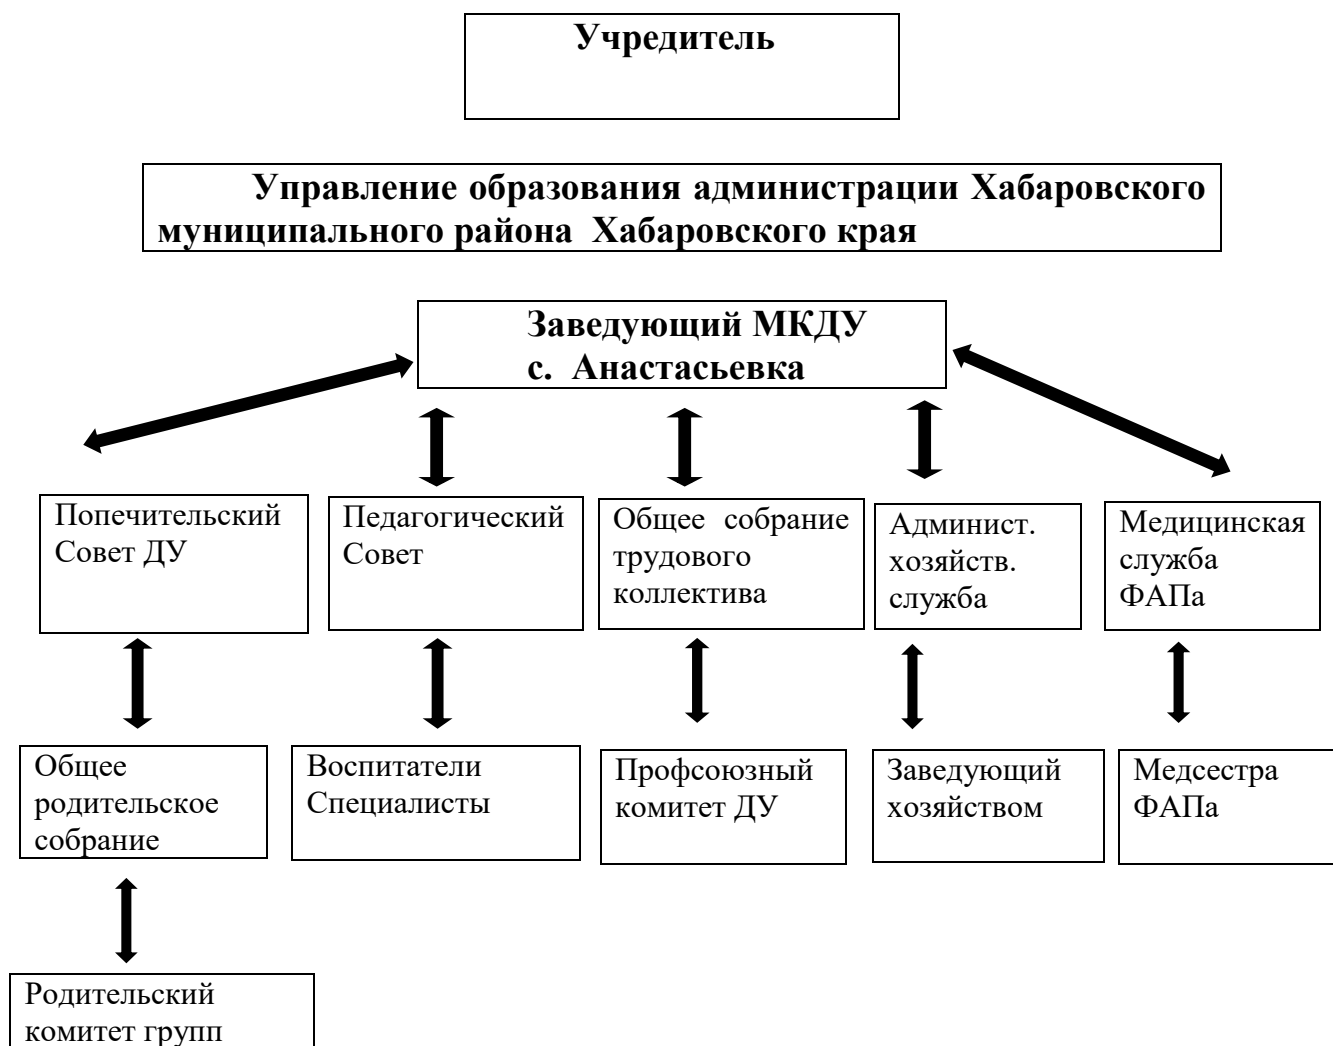 Учредитель
Управление образования администрации Хабаровского
муниципального района Хабаровского края
Заведующий МКДУ
с. Анастасьевка
Попечительский
Совет ДУ
Педагогический
Совет
Общее собрание
трудового
коллектива
Админист.
хозяйств.
служба
Медицинская
служба
ФАПа
Общее
родительское
собрание
Воспитатели
Специалисты
Профсоюзный
комитет ДУ
Заведующий
хозяйством
Медсестра
ФАПа
Родительский
комитет групп